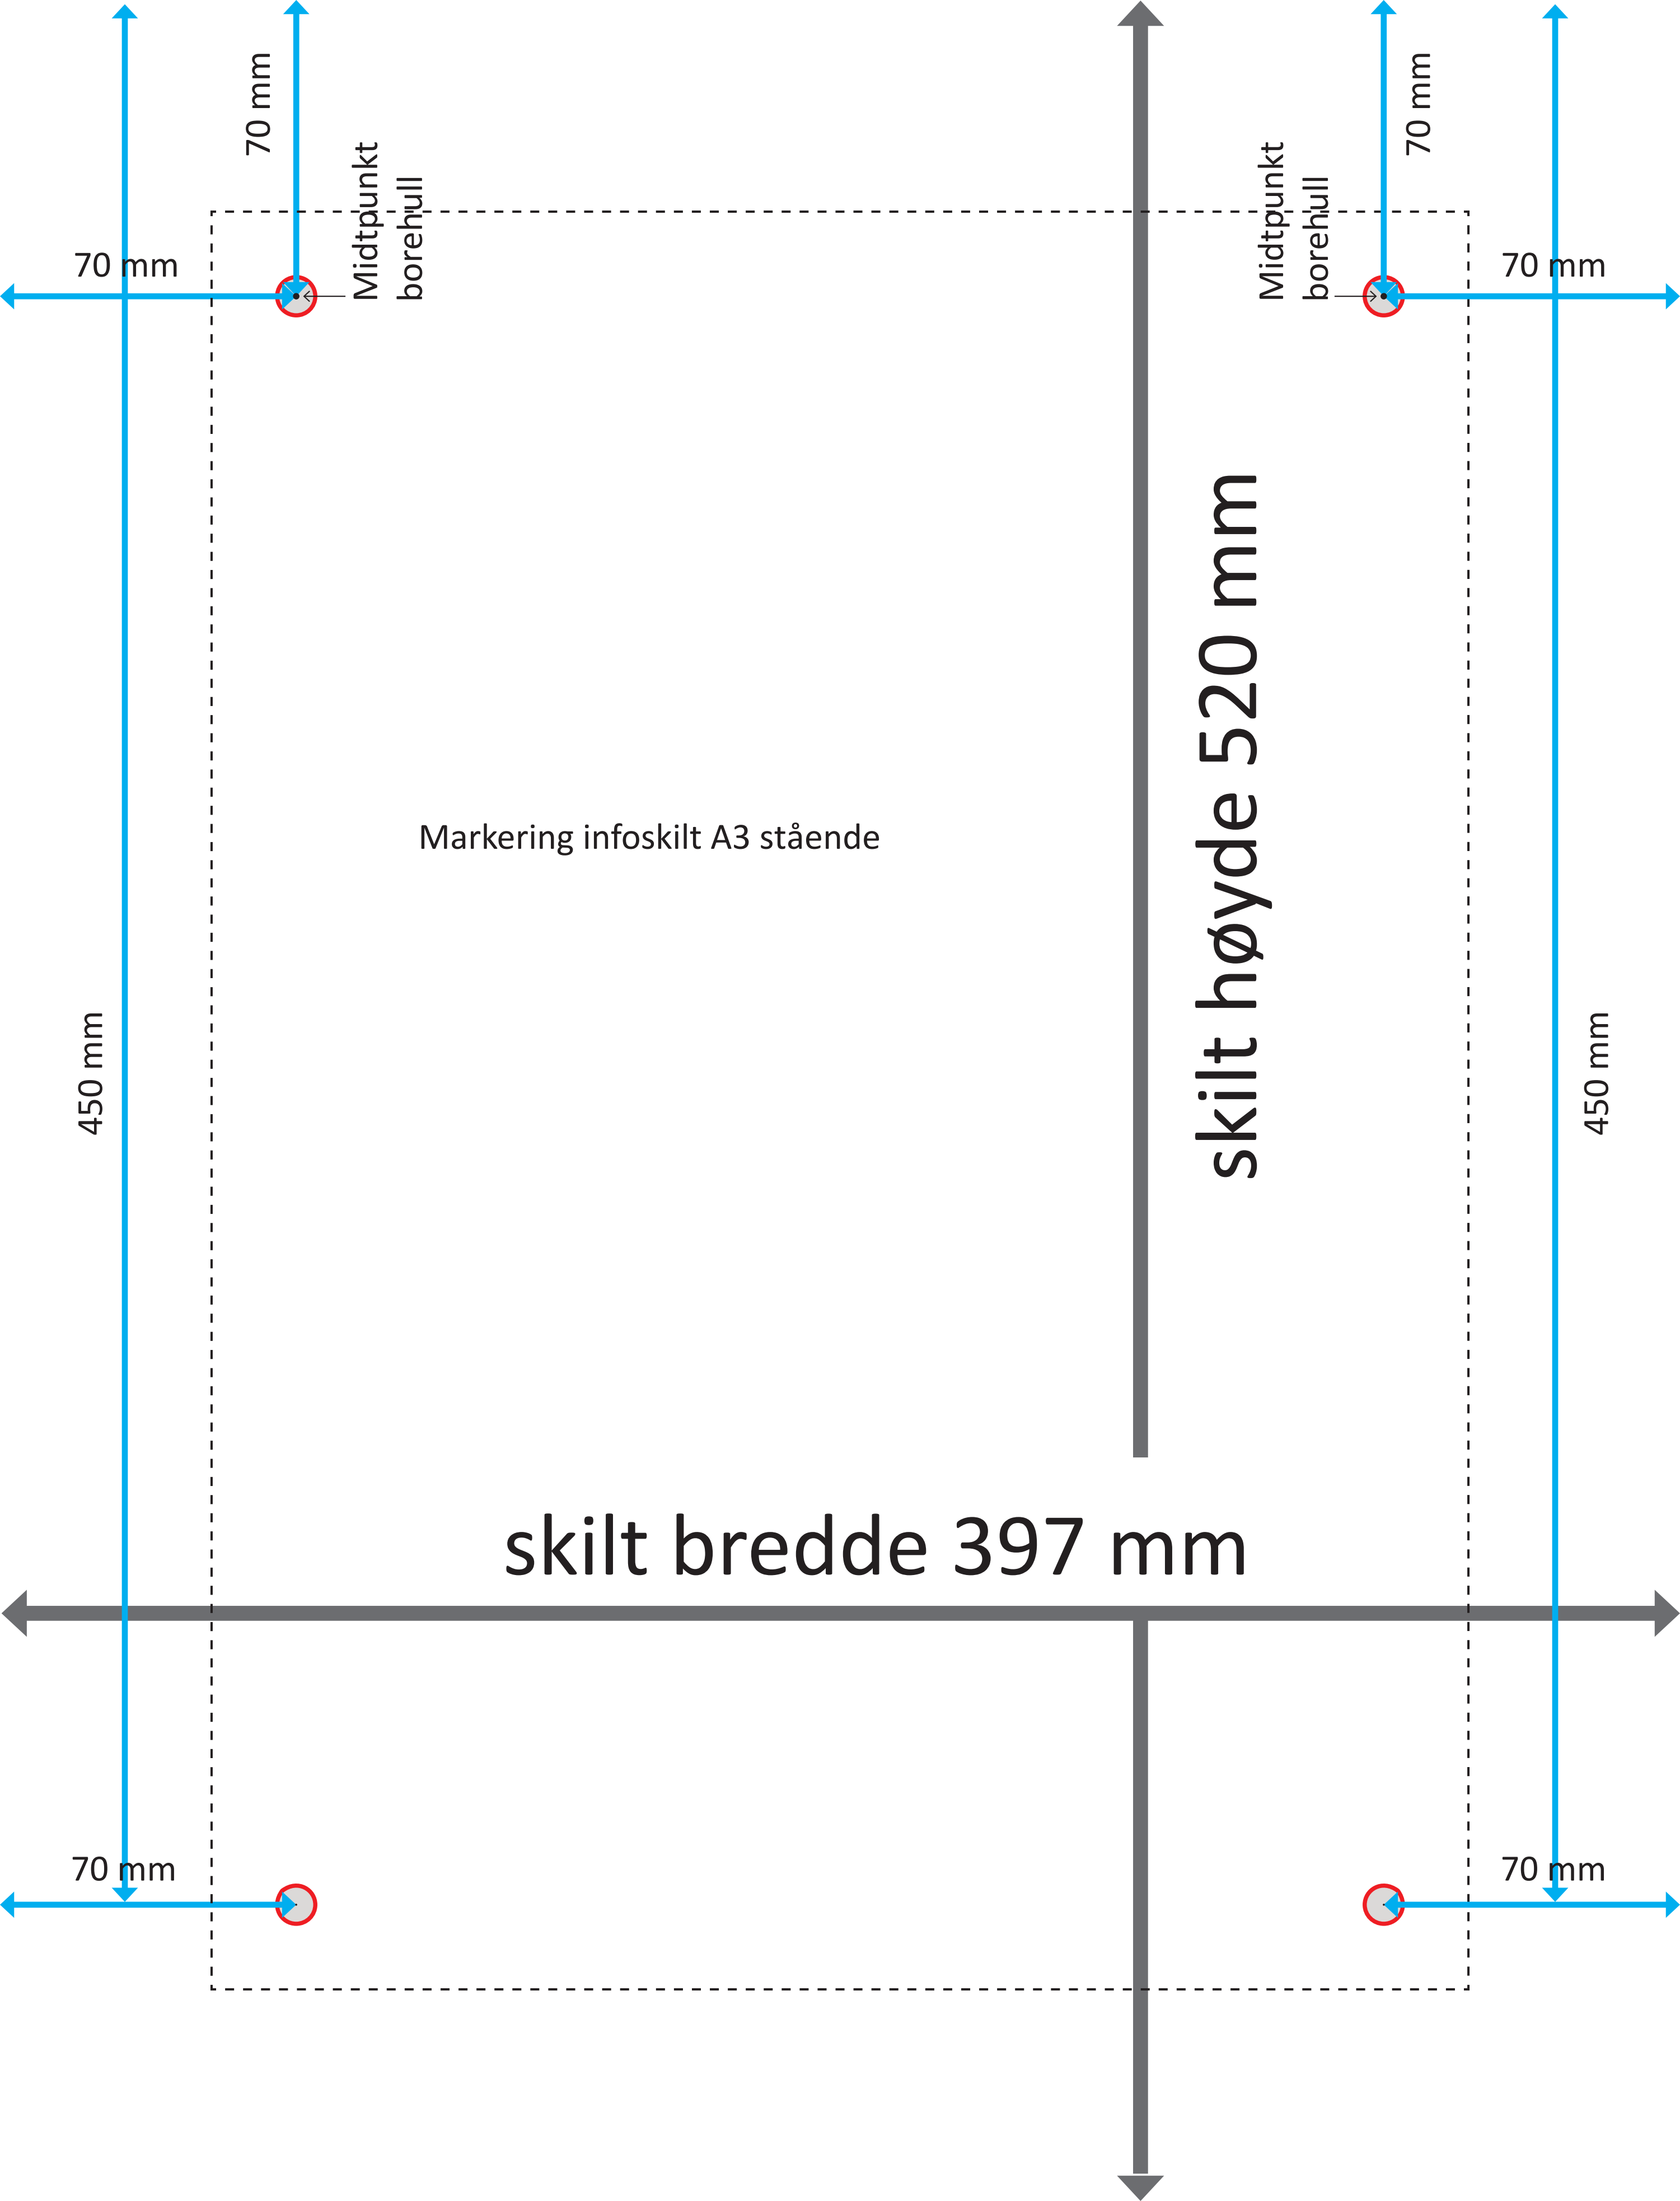 70 mm
70 mm
Midtpunkt
borehull
Midtpunkt
borehull
70 mm
70 mm
skilt høyde 520 mm
Markering infoskilt A3 stående
450 mm
450 mm
skilt bredde 397 mm
70 mm
70 mm